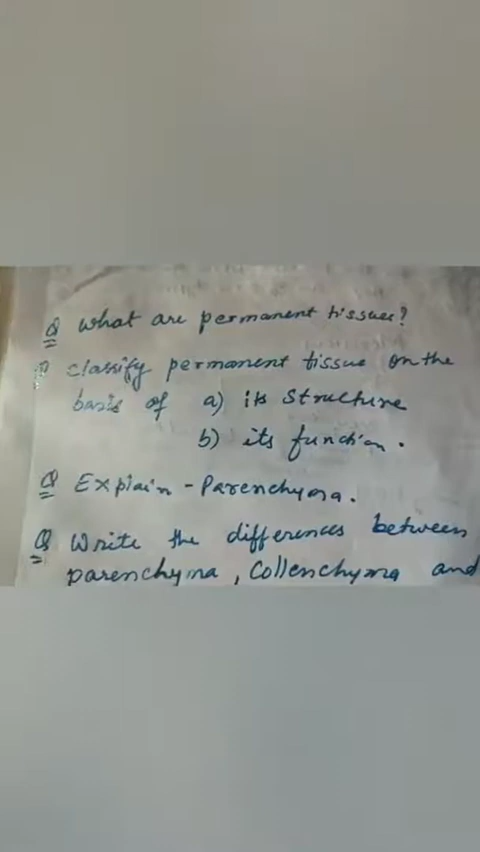 Q what are permanent tissues?
Q classify permanent tissue on the
basis of a) its structure
b) its function.
Q Explain - Parenchyma.
Q Write the differences between
parenchyma, Collenchyma and